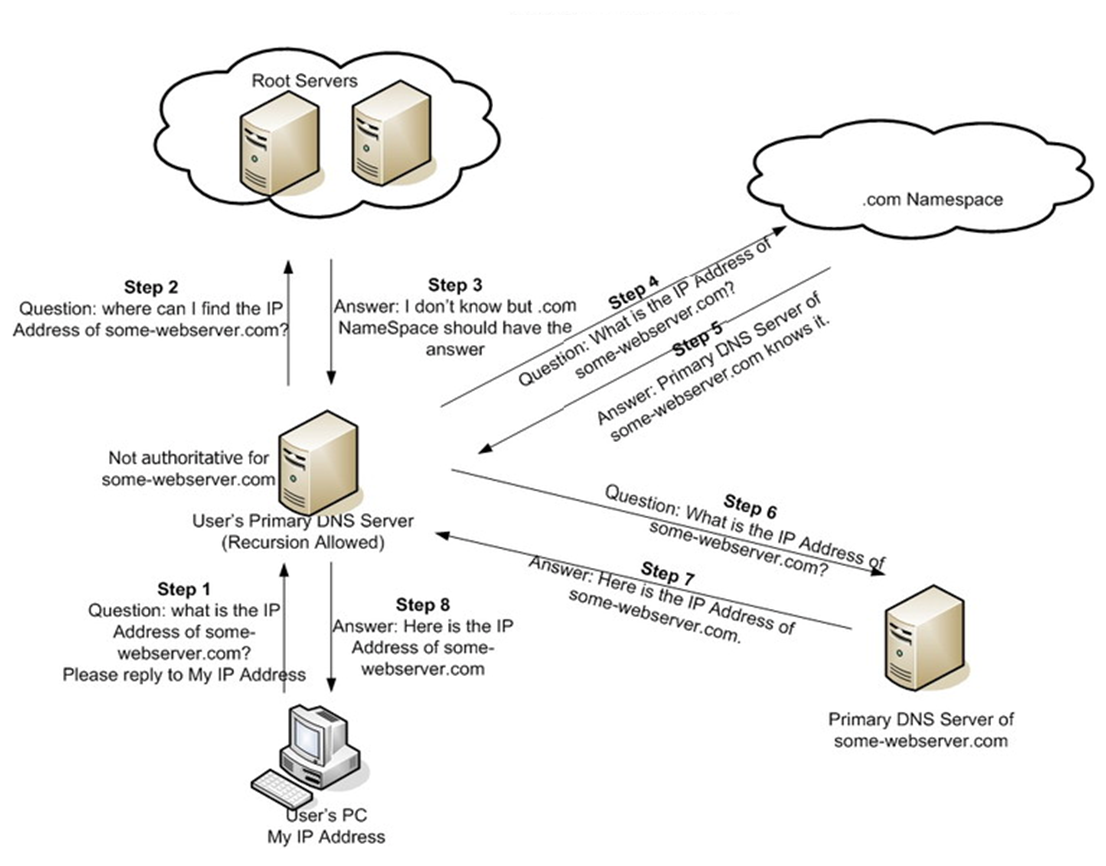 Root Servers
.com Namespace
Step 2
Question: where can I find the IP
Address of some-webserver.com?
Step 3
Answer: I don't know but .com
NameSpace should have the
answer
Step 4
Question: What is the IP Address of
some-webserver.com?
Step 5
Answer: Primary DNS Server of
some-webserver.com knows it.
Not authoritative for
some-webserver.com
User's Primary DNS Server
(Recursion Allowed)
Step 6
Question: What is the IP Address of
some-webserver.com?
Step 7
Answer: Here is the IP Address of
some-webserver.com.
Step 1
Question: what is the IP
Address of some-
webserver.com?
Please reply to My IP Address
Step 8
Answer: Here is the IP
Address of some-
webserver.com
Primary DNS Server of
some-webserver.com
User's PC
My IP Address